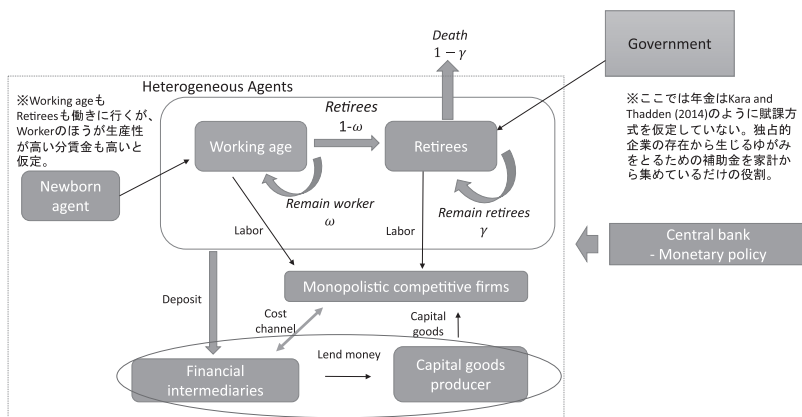 Death
1 − γ
Government
Heterogeneous Agents
※Working ageも
Retireesも働きに行くが、
Workerのほうが生産性
が高い分賃金も高いと
仮定。
Retirees
1-ω
※ここでは年金はKara and
Thadden (2014)のように賦課方
式を仮定していない。独占的
企業の存在から生じるゆがみ
をとるための補助金を家計か
ら集めているだけの役割。
Working age
Retirees
Newborn
agent
Remain worker
ω
Remain retirees
γ
Labor
Labor
Central bank
- Monetary policy
Monopolistic competitive firms
Deposit
Cost
channel
Capital
goods
Lend money
Financial
intermediaries
Capital goods
producer